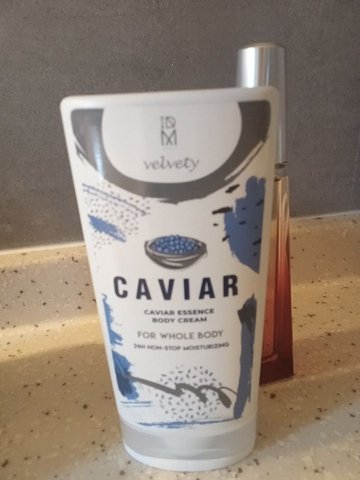 velvety
CAVIAR
CAVIAR ESSENCE
BODY CREAM
FOR WHOLE BODY
24H NON-STOP MOISTURIZING